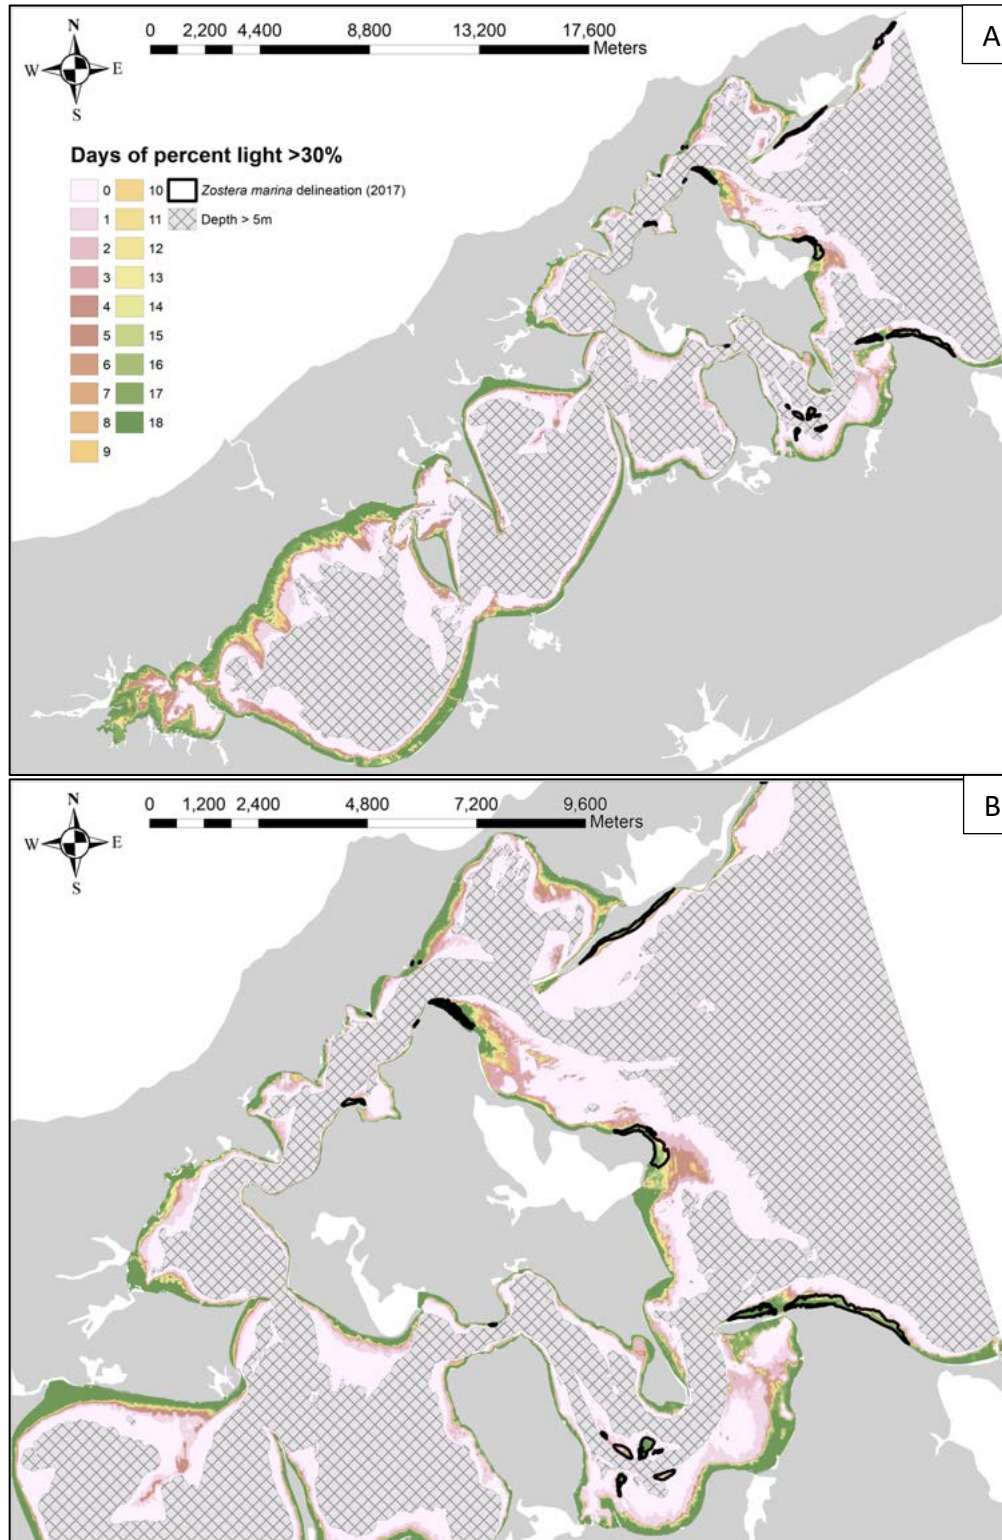 A
N
W E
S
0 2,200 4,400 8,800 13,200 17,600
Meters
Days of percent light >30%
0 10 Zostera marina delineation (2017)
1 11 Depth > 5m
2 12
3 13
4 14
5 15
6 16
7 17
8 18
9
B
N
W E
S
0 1,200 2,400 4,800 7,200 9,600
Meters